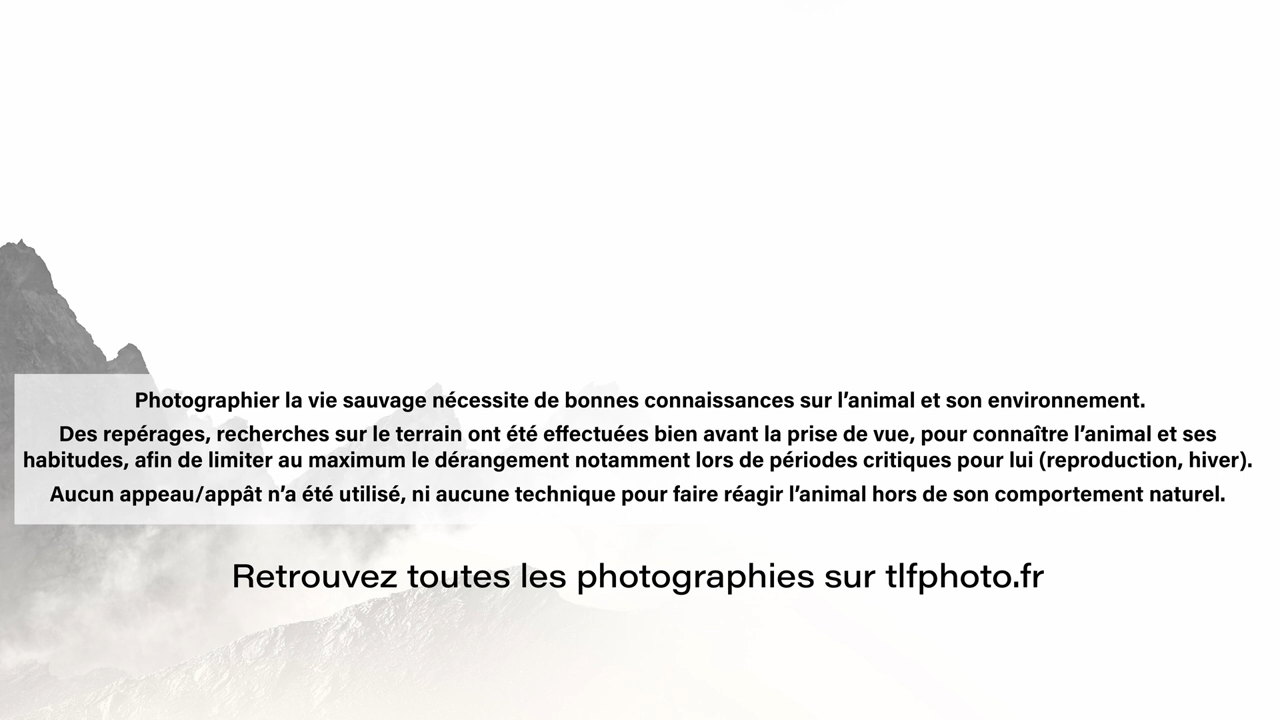 Photographier la vie sauvage nécessite de bonnes connaissances sur l’animal et son environnement.
Des repérages, recherches sur le terrain ont été effectuées bien avant la prise de vue, pour connaître l’animal et ses
habitudes, afin de limiter au maximum le dérangement notamment lors de périodes critiques pour lui (reproduction, hiver).
Aucun appeau/appât n’a été utilisé, ni aucune technique pour faire réagir l’animal hors de son comportement naturel.
Retrouvez toutes les photographies sur tlfphoto.fr